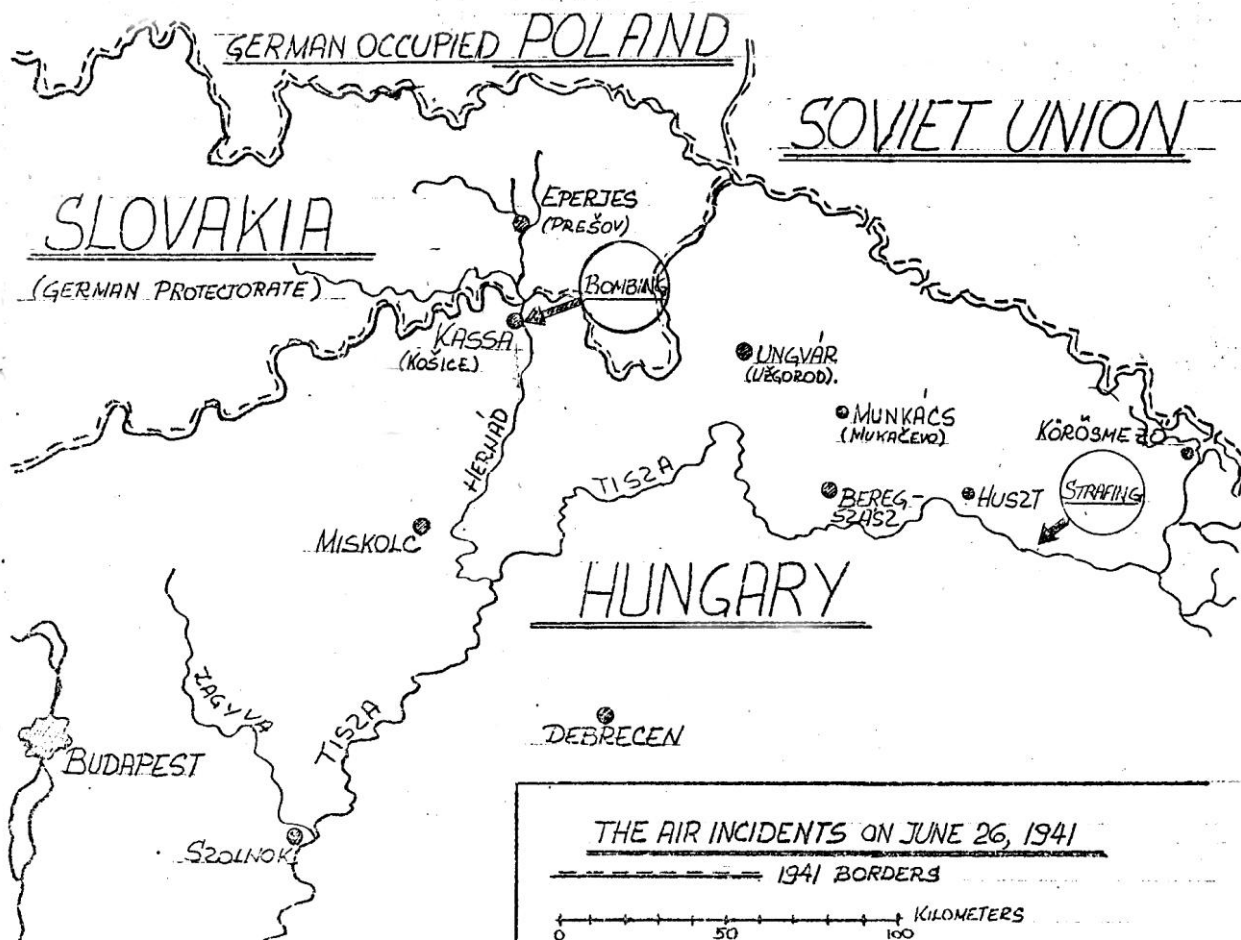 GERMAN OCCUPIED POLAND
SOVIET UNION
SLOVAKIA
(GERMAN PROTECTORATE)
EPERJES
(PREŠOV)
BOMBING
KASSA
(KOŠICE)
UNGVÁR
(UŽGOROD).
MUNKÁCS
(MUKAČEVO)
KÖRÖSMEZŐ
HERNÁD
TISZA
BEREG-
SZÁSZ
HUSZT
STRAFING
MISKOLC
HUNGARY
ZAGYVA
TISZA
DEBRECEN
BUDAPEST
SZOLNOK
THE AIR INCIDENTS ON JUNE 26, 1941
1941 BORDERS
KILOMETERS
0 50 100